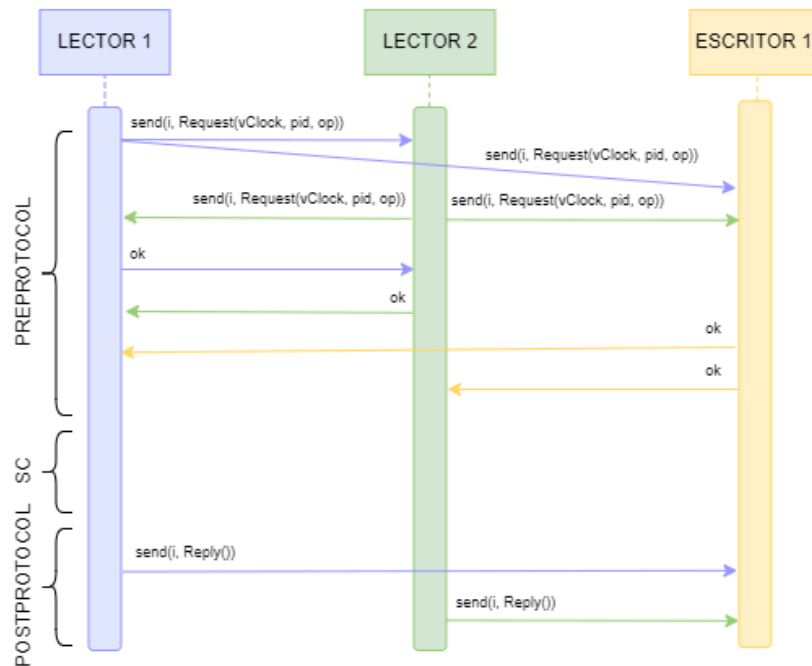 LECTOR 1
LECTOR 2
ESCRITOR 1
PREPROTOCOL
send(i, Request(vClock, pid, op))
send(i, Request(vClock, pid, op))
send(i, Request(vClock, pid, op))
send(i, Request(vClock, pid, op))
ok
ok
ok
ok
SC
POSTPROTOCOL
send(i, Reply())
send(i, Reply())